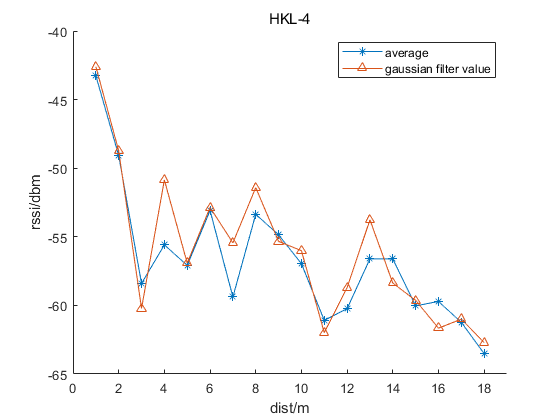 HKL-4
average
gaussian filter value
-40
-45
-50
-55
-60
-65
rssi/dbm
0 2 4 6 8 10 12 14 16 18
dist/m